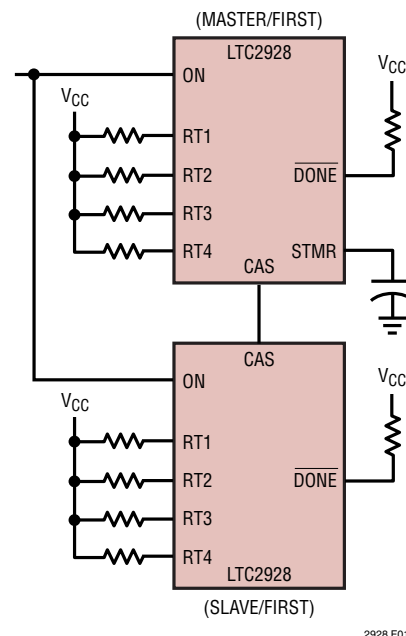 (MASTER/FIRST)
LTC2928
VCC
ON
VCC
RT1
RT2
DONE
RT3
RT4
STMR
CAS
CAS
ON
VCC
VCC
RT1
RT2
DONE
RT3
RT4
LTC2928
(SLAVE/FIRST)